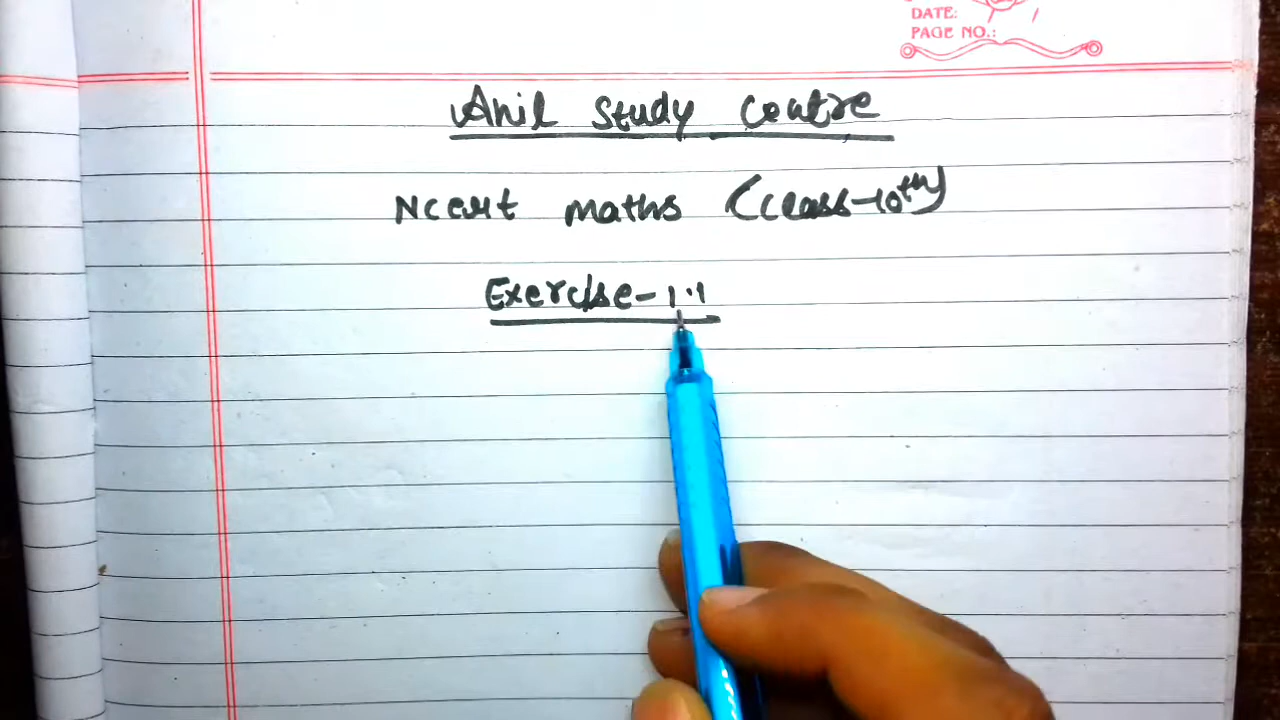 DATE:
PAGE NO.:
Anil Study Centre
Ncert maths (Class-10th)
Exercise-1.1